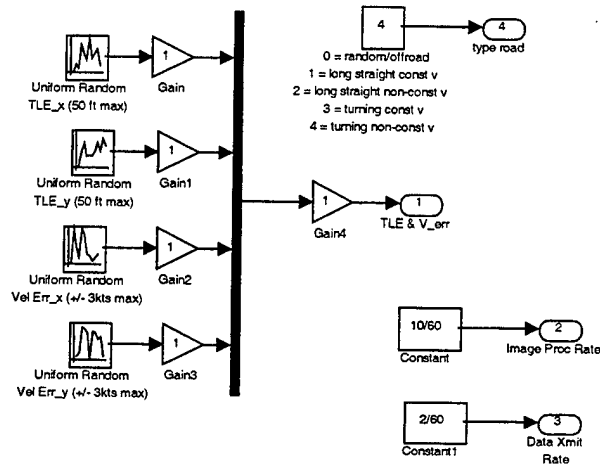 1
Uniform Random
TLE_x (50 ft max)
Gain
1
Uniform Random
TLE_y (50 ft max)
Gain1
1
Uniform Random
Vel Err_x (+/- 3kts max)
Gain2
1
Uniform Random
Vel Err_y (+/- 3kts max)
Gain3
1
Gain4
1
TLE & V_err
4
4
type road
0 = random/offroad
1 = long straight const v
2 = long straight non-const v
3 = turning const v
4 = turning non-const v
10/60
Constant
2
Image Proc Rate
2/60
Constant1
3
Data Xmit
Rate